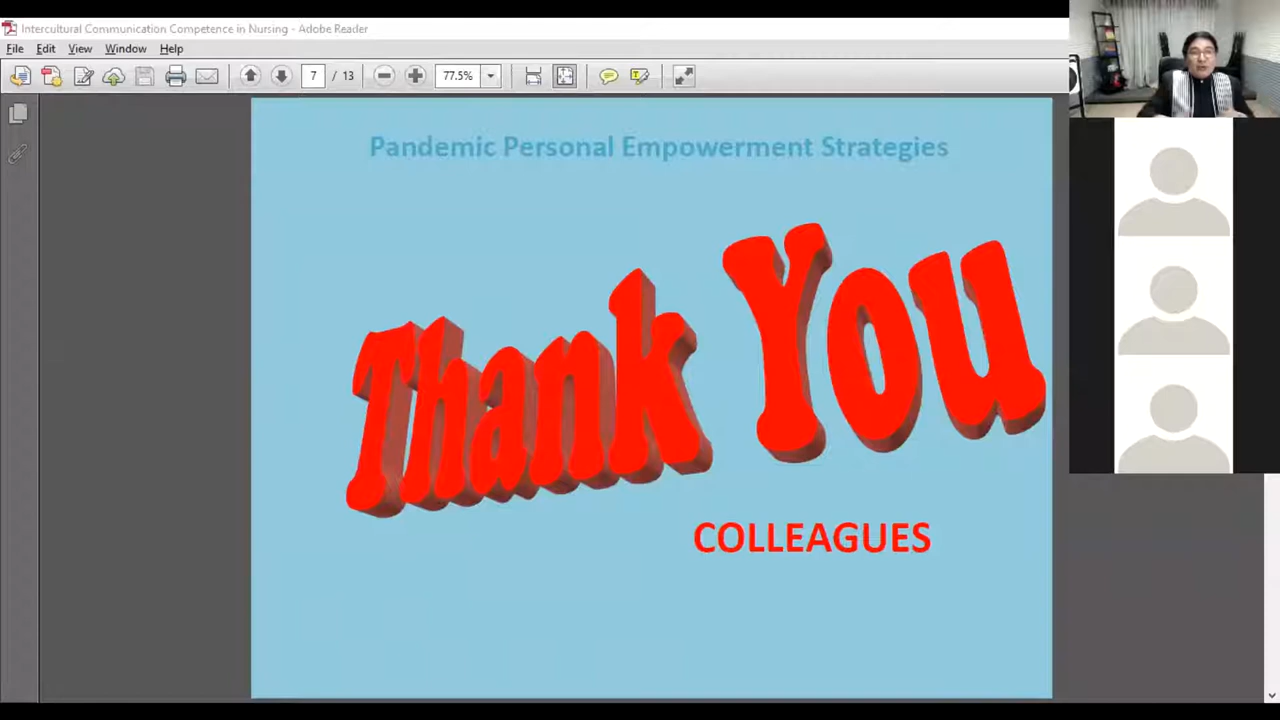 Intercultural Communication Competence in Nursing - Adobe Reader
File Edit View Window Help
7 / 13 77.5%
Pandemic Personal Empowerment Strategies
Thank You
COLLEAGUES